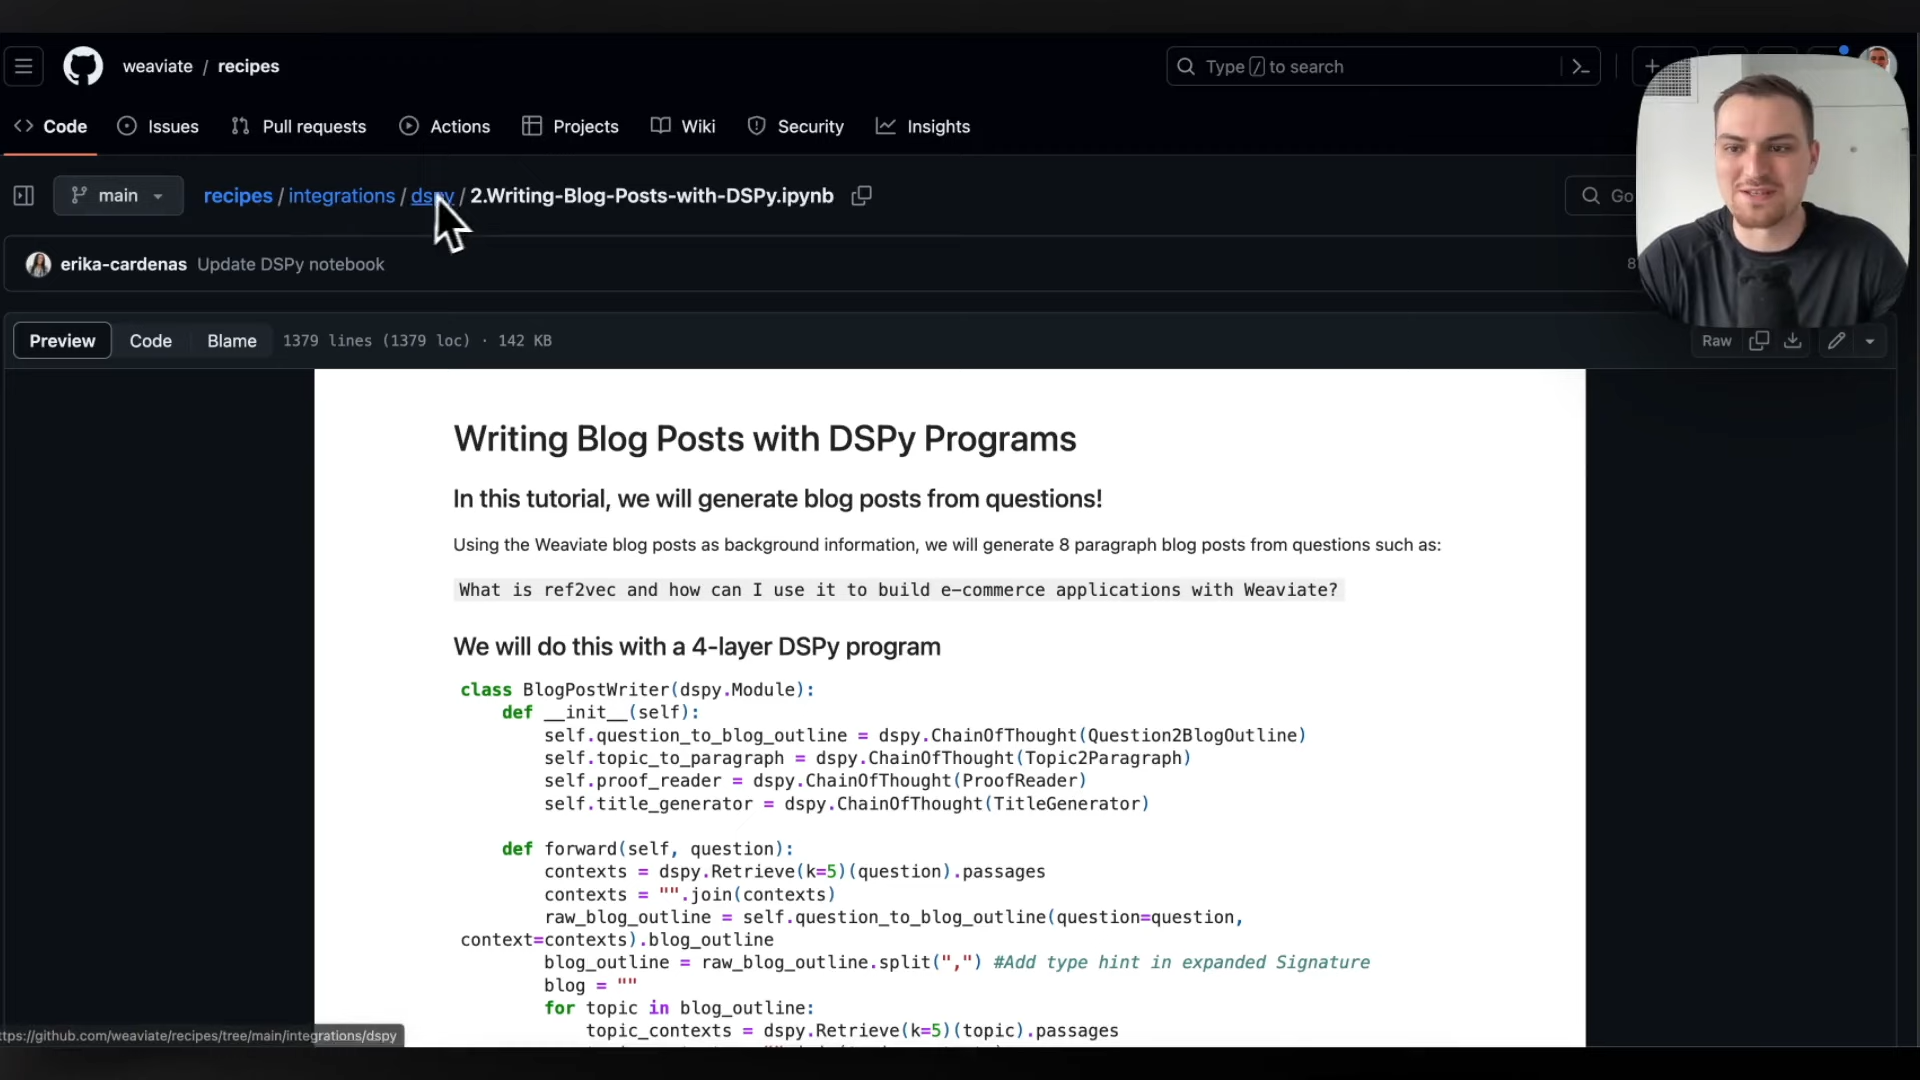 weaviate / recipes
Type / to search
Code
Issues
Pull requests
Actions
Projects
Wiki
Security
Insights
main
recipes / integrations / dspy / 2.Writing-Blog-Posts-with-DSPy.ipynb
Go
erika-cardenas Update DSPy notebook
8
Preview
Code
Blame
1379 lines (1379 loc) · 142 KB
Raw
Writing Blog Posts with DSPy Programs
In this tutorial, we will generate blog posts from questions!
Using the Weaviate blog posts as background information, we will generate 8 paragraph blog posts from questions such as:
What is ref2vec and how can I use it to build e-commerce applications with Weaviate?
We will do this with a 4-layer DSPy program
class BlogPostWriter(dspy.Module):
def __init__(self):
self.question_to_blog_outline = dspy.ChainOfThought(Question2BlogOutline)
self.topic_to_paragraph = dspy.ChainOfThought(Topic2Paragraph)
self.proof_reader = dspy.ChainOfThought(ProofReader)
self.title_generator = dspy.ChainOfThought(TitleGenerator)
def forward(self, question):
contexts = dspy.Retrieve(k=5)(question).passages
contexts = "".join(contexts)
raw_blog_outline = self.question_to_blog_outline(question=question,
context=contexts).blog_outline
blog_outline = raw_blog_outline.split(",") #Add type hint in expanded Signature
blog = ""
for topic in blog_outline:
topic_contexts = dspy.Retrieve(k=5)(topic).passages
ttps://github.com/weaviate/recipes/tree/main/integrations/dspy